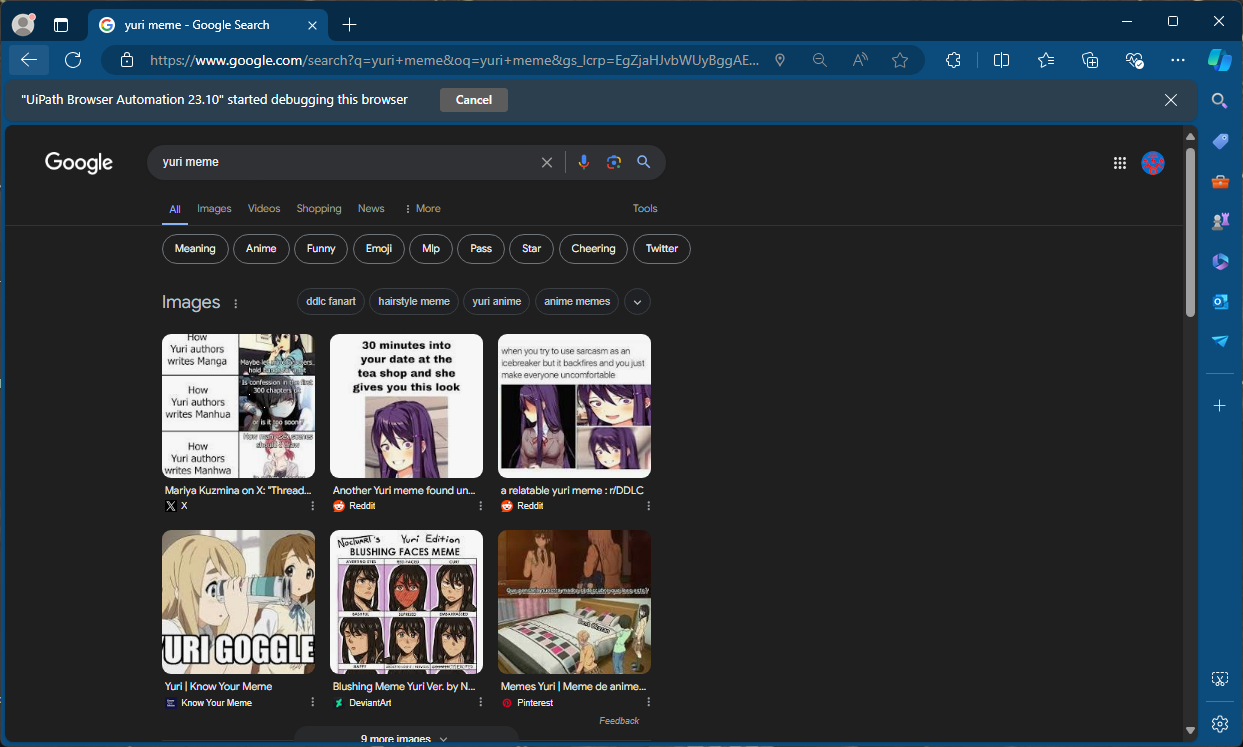 yuri meme - Google Search
https://www.google.com/search?q=yuri+meme&oq=yuri+meme&gs_lcrp=EgZjaHJvbWUyBggAE...
"UiPath Browser Automation 23.10" started debugging this browser
Cancel
Google
yuri meme
All
Images
Videos
Shopping
News
More
Tools
Meaning
Anime
Funny
Emoji
Mlp
Pass
Star
Cheering
Twitter
Images
ddlc fanart
hairstyle meme
yuri anime
anime memes
How
Yuri authors
writes Manga
How
Yuri authors
writes Manhua
Is confession in the first
300 chapters ok
or is it too soon?
How
Yuri authors
writes Manhwa
30 minutes into
your date at the
tea shop and she
gives you this look
when you try to use sarcasm as an
icebreaker but it backfires and you just
make everyone uncomfortable
Mariya Kuzmina on X: "Thread...
X
Another Yuri meme found un...
Reddit
a relatable yuri meme : r/DDLC
Reddit
YURI GOGGLE
Yuri Edition
BLUSHING FACES MEME
Yuri | Know Your Meme
Know Your Meme
Blushing Meme Yuri Ver. by N...
DeviantArt
Memes Yuri | Meme de anime...
Pinterest
Feedback
9 more images